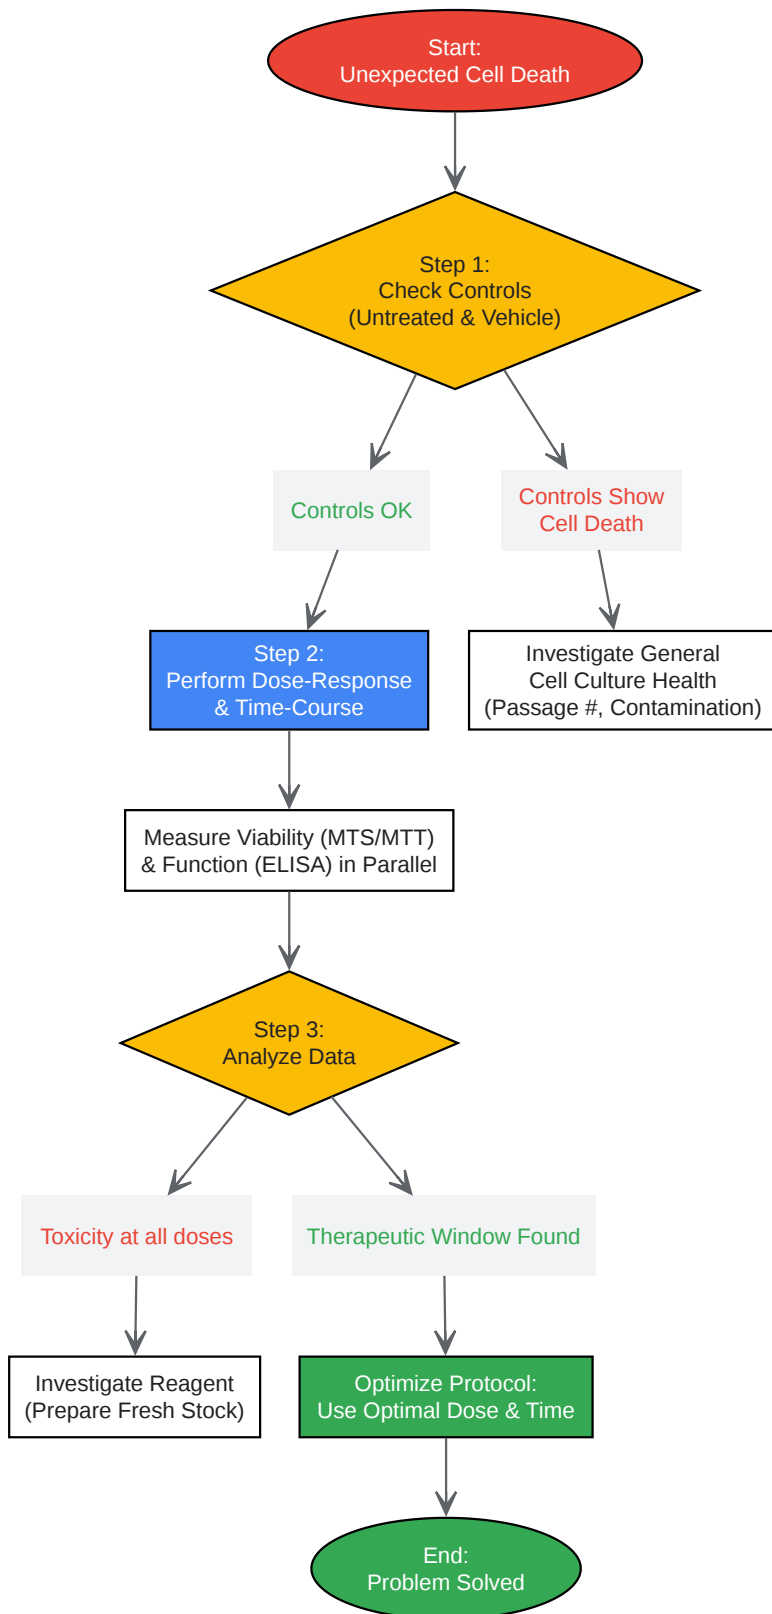 Start:
Unexpected Cell Death
Step 1:
Check Controls
(Untreated & Vehicle)
Controls OK
Controls Show
Cell Death
Step 2:
Perform Dose-Response
& Time-Course
Investigate General
Cell Culture Health
(Passage #, Contamination)
Measure Viability (MTS/MTT)
& Function (ELISA) in Parallel
Step 3:
Analyze Data
Toxicity at all doses
Therapeutic Window Found
Investigate Reagent
(Prepare Fresh Stock)
Optimize Protocol:
Use Optimal Dose & Time
End:
Problem Solved